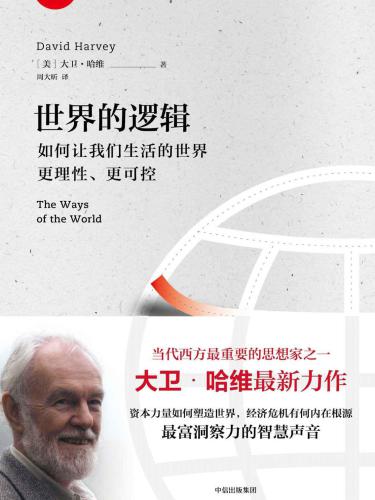 David Harvey
[美] 大卫·哈维 著
周大昕 译
世界的逻辑
如何让我们生活的世界
更理性、更可控
The Ways
of the World
当代西方最重要的思想家之一
大卫·哈维最新力作
资本力量如何塑造世界，经济危机有何内在根源
最富洞察力的智慧声音
中信出版集团